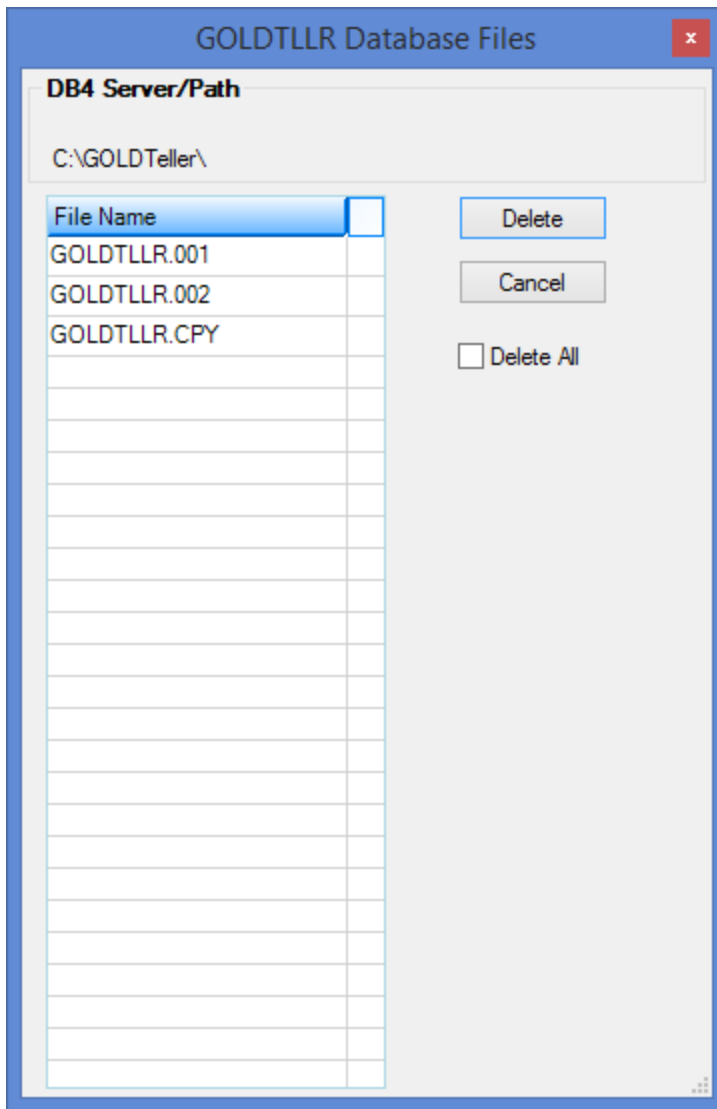 GOLDTLLR Database Files
x
DB4 Server/Path
C:\GOLDTeller\
File Name
GOLDTLLR.001
GOLDTLLR.002
GOLDTLLR.CPY
Delete
Cancel
Delete All